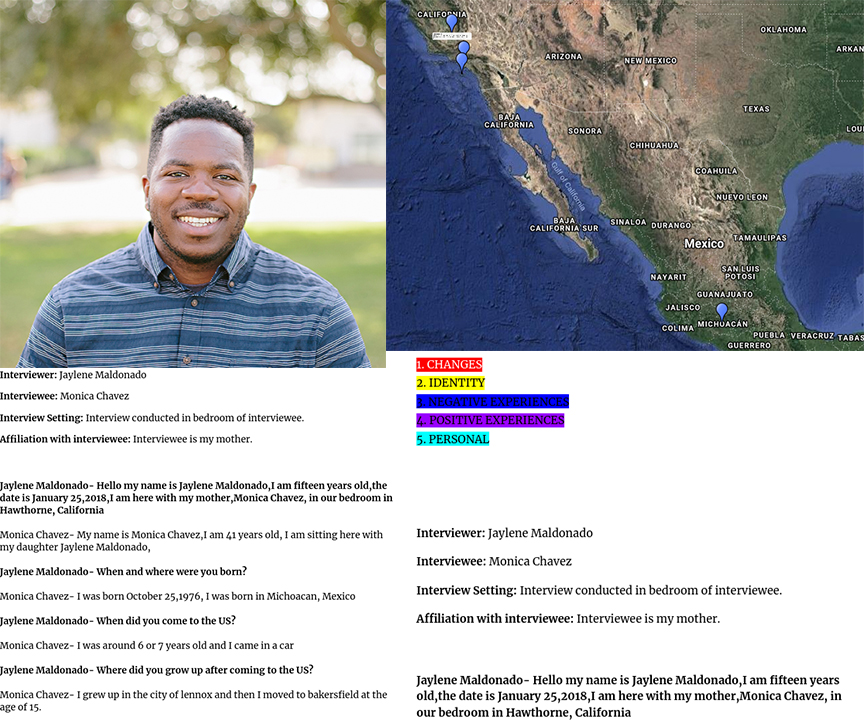 CALIFORNIA
OKLAHOMA
ARIZONA
NEW MEXICO
ARKAN
TEXAS
BAJA
CALIFORNIA
SONORA
LOUI
CHIHUAHUA
COAHUILA
Gulf of California
NUEVO LEON
BAJA
CALIFORNIA SUR
SINALOA
DURANGO
TAMAULIPAS
Mexico
NAYARIT
SAN LUIS
POTOSI
GUANAJUATO
JALISCO
COLIMA
MICHOACÁN
PUEBLA
VERACRUZ
TABAS
GUERRERO
Interviewer: Jaylene Maldonado
Interviewee: Monica Chavez
Interview Setting: Interview conducted in bedroom of interviewee.
Affiliation with interviewee: Interviewee is my mother.
Jaylene Maldonado- Hello my name is Jaylene Maldonado,I am fifteen years old,the
date is January 25,2018,I am here with my mother,Monica Chavez, in our bedroom in
Hawthorne, California
Monica Chavez- My name is Monica Chavez,I am 41 years old, I am sitting here with
my daughter Jaylene Maldonado,
Jaylene Maldonado- When and where were you born?
Monica Chavez- I was born October 25,1976, I was born in Michoacan, Mexico
Jaylene Maldonado- When did you come to the US?
Monica Chavez- I was around 6 or 7 years old and I came in a car
Jaylene Maldonado- Where did you grow up after coming to the US?
Monica Chavez- I grew up in the city of lennox and then I moved to bakersfield at the
age of 15.
1. CHANGES
2. IDENTITY
3. NEGATIVE EXPERIENCES
4. POSITIVE EXPERIENCES
5. PERSONAL
Interviewer: Jaylene Maldonado
Interviewee: Monica Chavez
Interview Setting: Interview conducted in bedroom of interviewee.
Affiliation with interviewee: Interviewee is my mother.
Jaylene Maldonado- Hello my name is Jaylene Maldonado,I am fifteen years
old,the date is January 25,2018,I am here with my mother,Monica Chavez, in
our bedroom in Hawthorne, California